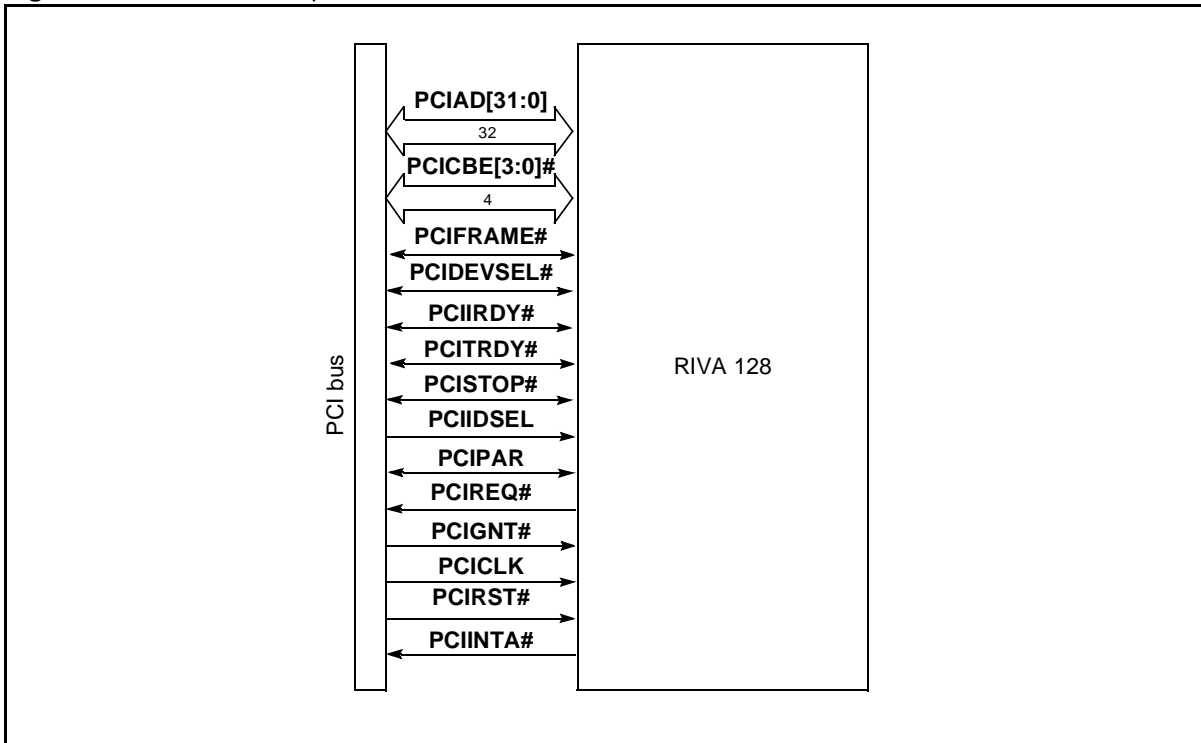 PCIAD[31:0]
32
PCICBE[3:0]#
4
PCIFRAME#
PCIDEVSEL#
PCIIRDY#
PCITRDY#
PCISTOP#
PCIIDSEL
PCIPAR
PCIREQ#
PCIGNT#
PCICLK
PCIRST#
PCIINTA#
PCI bus
RIVA 128